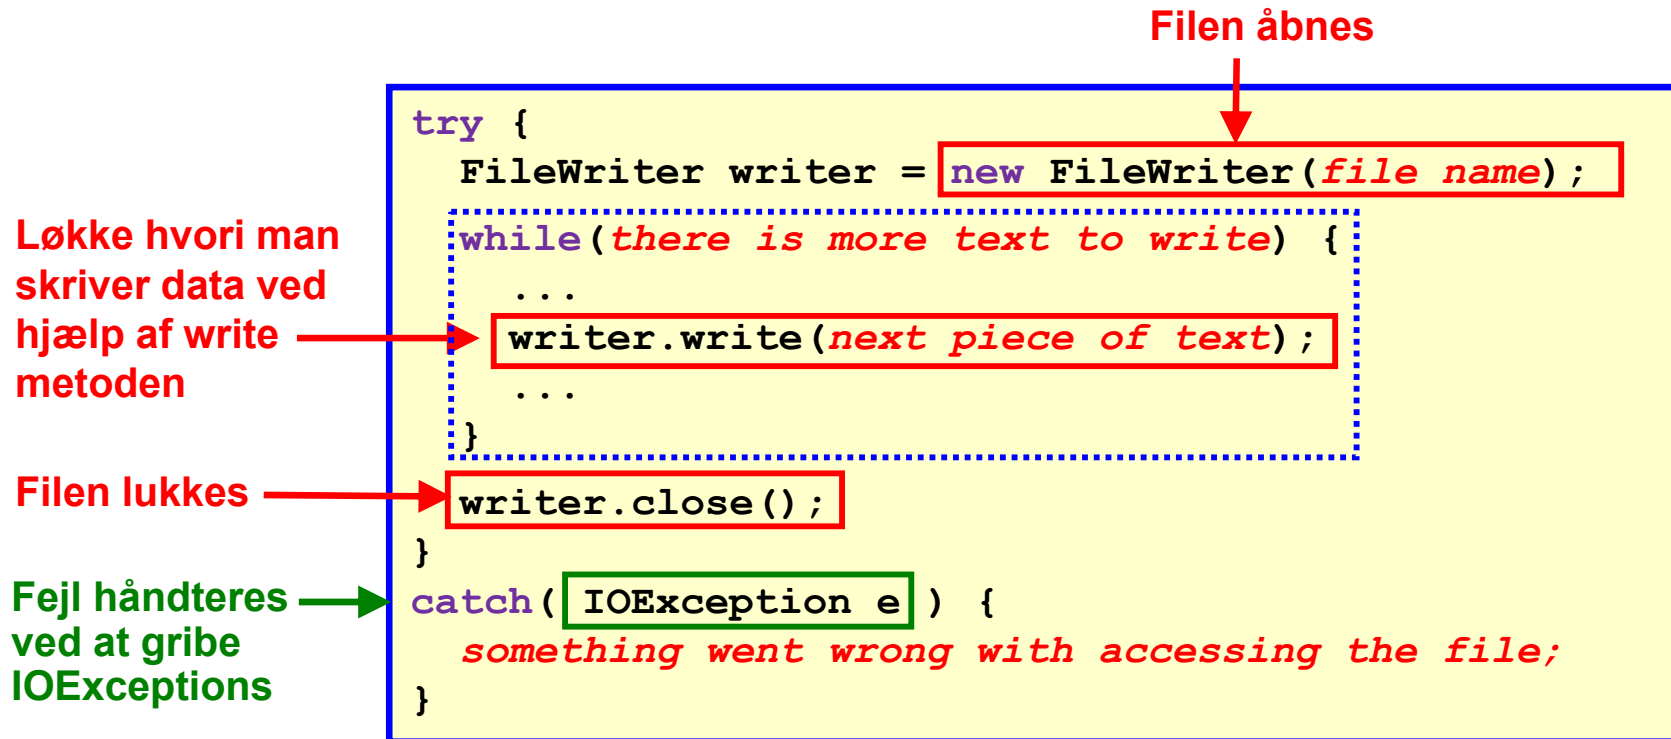 Filen åbnes
try {
FileWriter writer = new FileWriter(file name);
while(there is more text to write) {
...
writer.write(next piece of text);
...
}
writer.close();
}
catch( IOException e ) {
something went wrong with accessing the file;
}
Løkke hvori man
skriver data ved
hjælp af write
metoden
Filen lukkes
Fejl håndteres
ved at gribe
IOExceptions